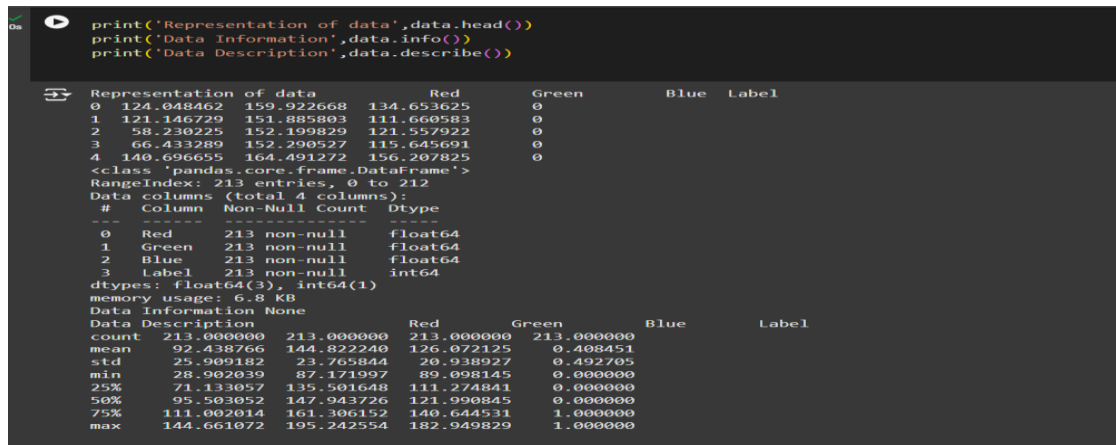 0s
print('Representation of data',data.head())
print('Data Information',data.info())
print('Data Description',data.describe())
Representation of data Red Green Blue Label
0 124.048462 159.922668 134.653625 0
1 121.146729 151.885803 111.660583 0
2 58.230225 152.199829 121.557922 0
3 66.433289 152.290527 115.645691 0
4 140.696655 164.491272 156.207825 0
<class 'pandas.core.frame.DataFrame'>
RangeIndex: 213 entries, 0 to 212
Data columns (total 4 columns):
# Column Non-Null Count Dtype
--- ------ -------------- -----
0 Red 213 non-null float64
1 Green 213 non-null float64
2 Blue 213 non-null float64
3 Label 213 non-null int64
dtypes: float64(3), int64(1)
memory usage: 6.8 KB
Data Information None
Data Description Red Green Blue Label
count 213.000000 213.000000 213.000000 213.000000
mean 92.438766 144.822240 126.072125 0.408451
std 25.909182 23.765844 20.938927 0.492705
min 28.902039 87.171997 89.098145 0.000000
25% 71.133057 135.501648 111.274841 0.000000
50% 95.503052 147.943726 121.990845 0.000000
75% 111.002014 161.306152 140.644531 1.000000
max 144.661072 195.242554 182.949829 1.000000